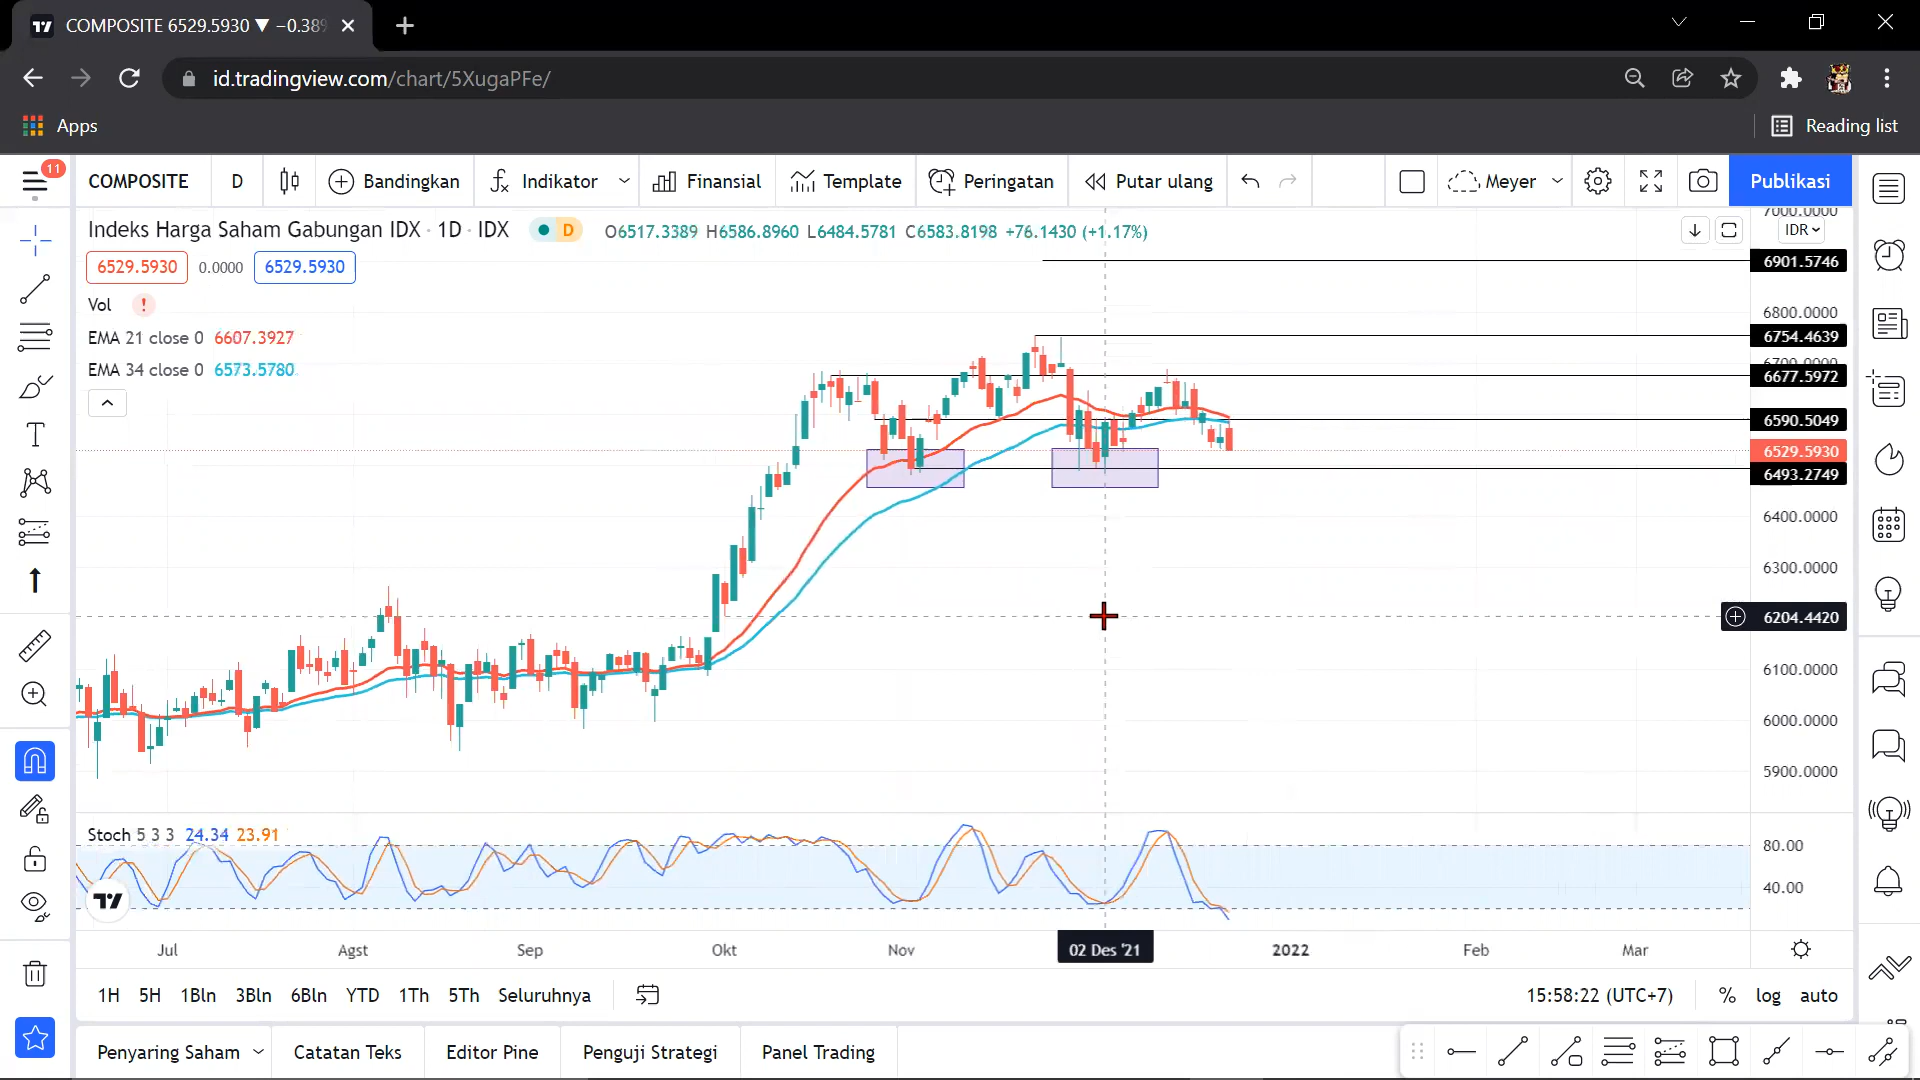 COMPOSITE 6529.5930 ▼ −0.38%
id.tradingview.com/chart/5XugaPFe/
Apps
Reading list
11
COMPOSITE D Bandingkan Indikator Finansial Template Peringatan Putar ulang Meyer Publikasi
Indeks Harga Saham Gabungan IDX · 1D · IDX D O6517.3389 H6586.8960 L6484.5781 C6583.8198 +76.1430 (+1.17%)
IDR
6529.5930 0.0000 6529.5930
Vol !
EMA 21 close 0 6607.3927
EMA 34 close 0 6573.5780
7000.0000
6901.5746
6800.0000
6754.4639
6700.0000
6677.5972
6590.5049
6529.5930
6493.2749
6400.0000
6300.0000
6204.4420
6100.0000
6000.0000
5900.0000
Stoch 5 3 3 24.34 23.91
80.00
40.00
Jul Agst Sep Okt Nov 02 Des '21 2022 Feb Mar
1H 5H 1Bln 3Bln 6Bln YTD 1Th 5Th Seluruhnya 15:58:22 (UTC+7) % log auto
Penyaring Saham Catatan Teks Editor Pine Penguji Strategi Panel Trading